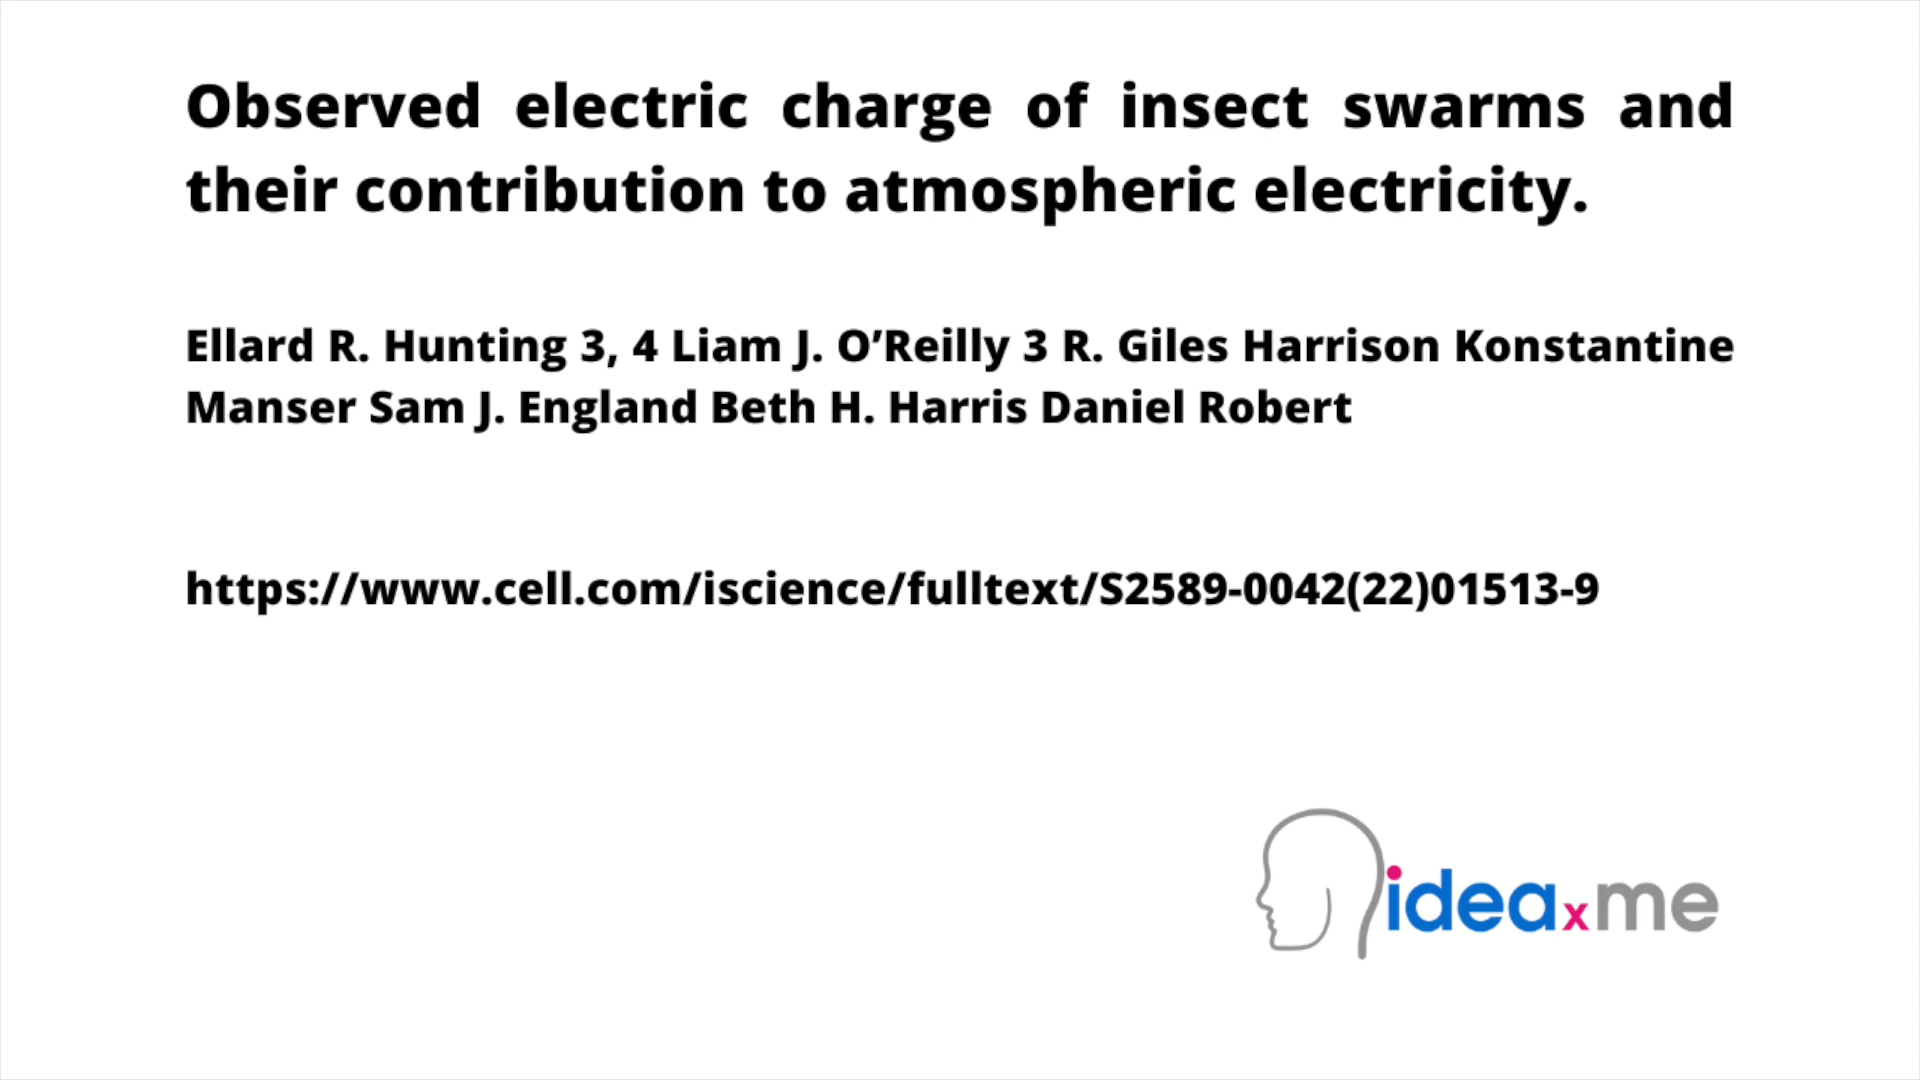 Observed electric charge of insect swarms and
their contribution to atmospheric electricity.
Ellard R. Hunting 3, 4 Liam J. O’Reilly 3 R. Giles Harrison Konstantine
Manser Sam J. England Beth H. Harris Daniel Robert
https://www.cell.com/iscience/fulltext/S2589-0042(22)01513-9
ideaxme